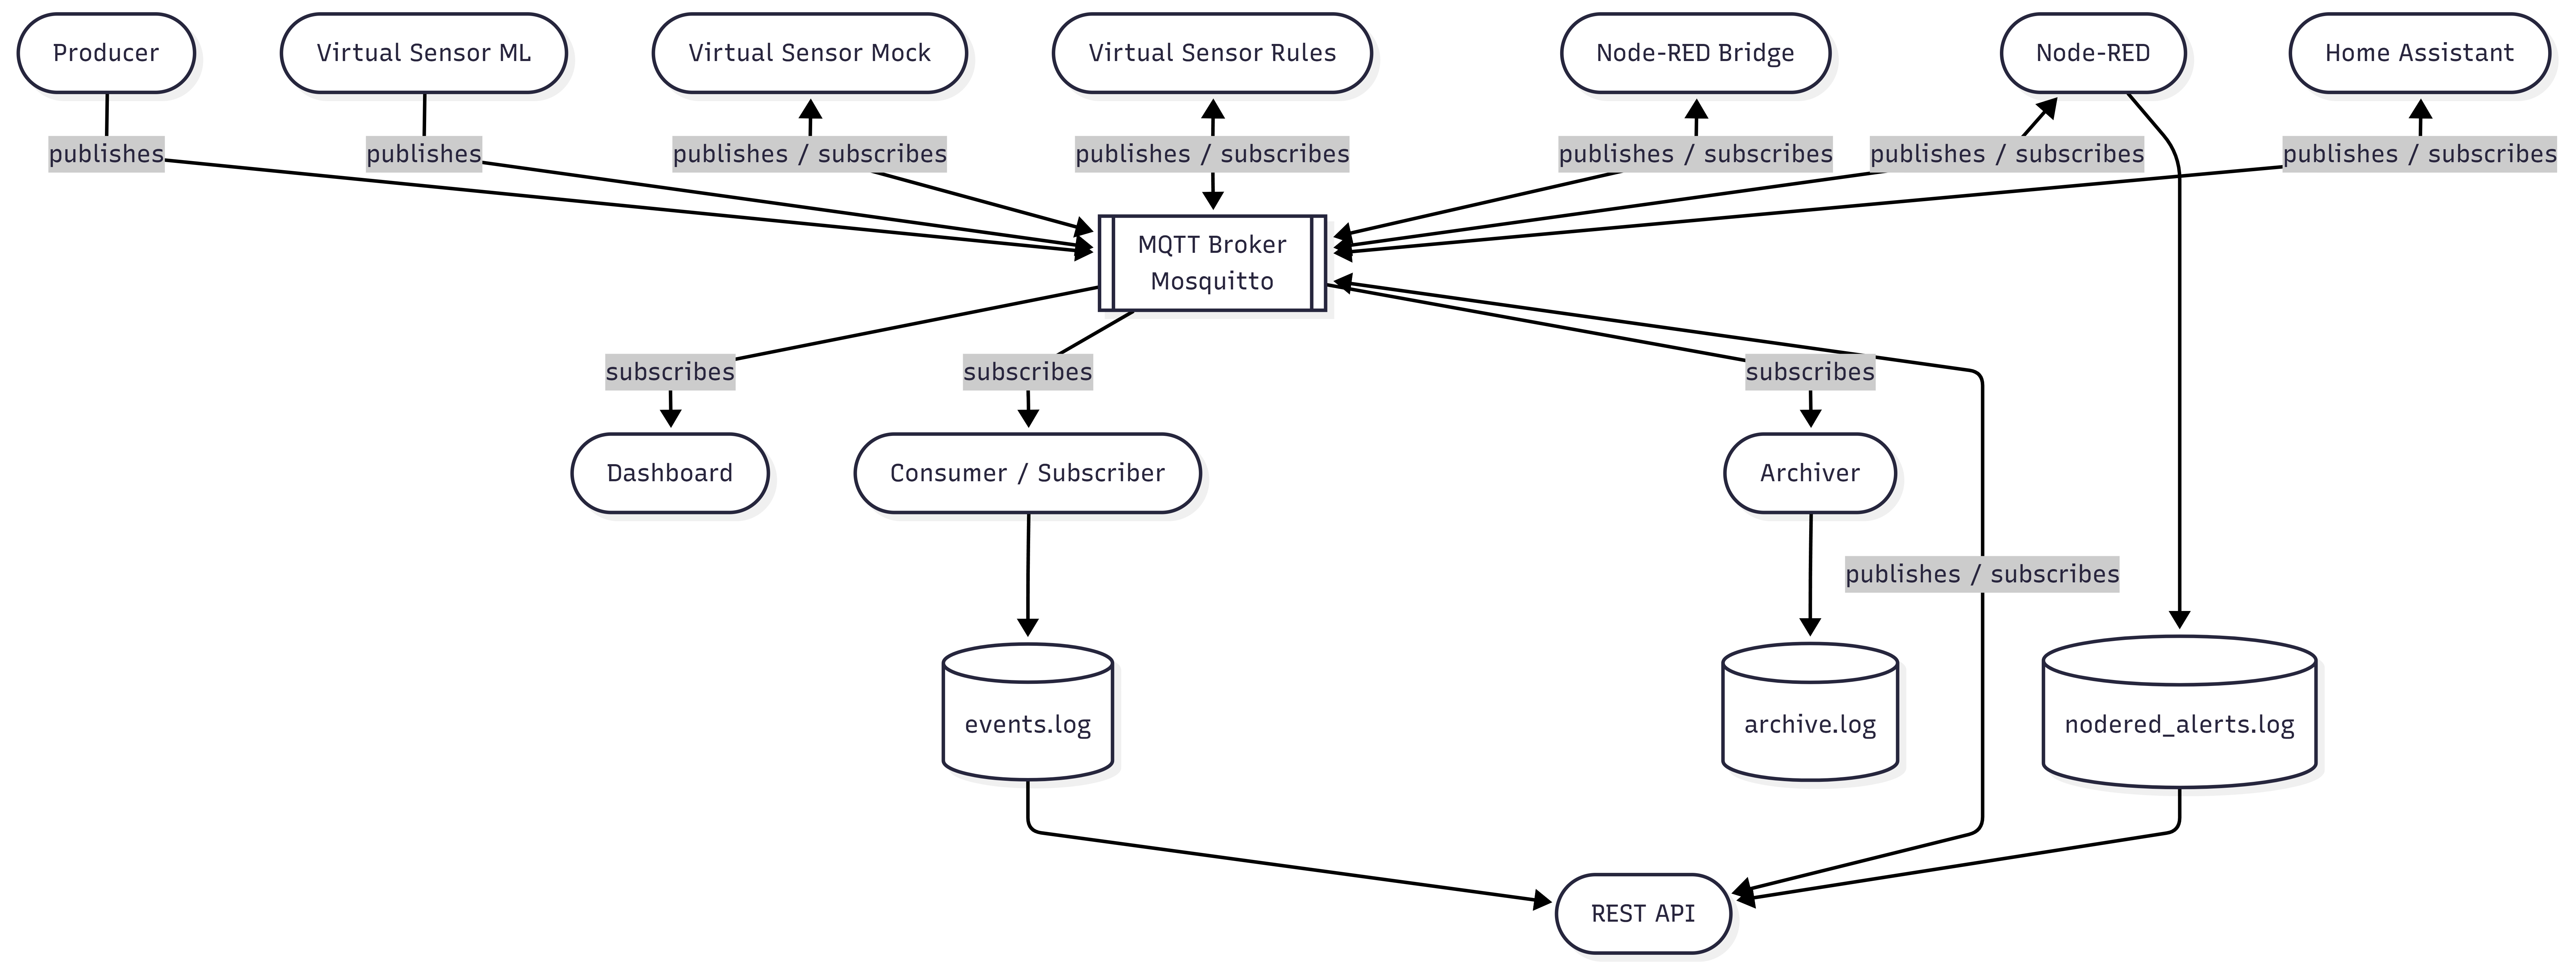 Producer
Virtual Sensor ML
Virtual Sensor Mock
Virtual Sensor Rules
Node-RED Bridge
Node-RED
Home Assistant
publishes
publishes
publishes / subscribes
publishes / subscribes
publishes / subscribes
publishes / subscribes
publishes / subscribes
MQTT Broker
Mosquitto
subscribes
subscribes
subscribes
Dashboard
Consumer / Subscriber
Archiver
publishes / subscribes
events.log
archive.log
nodered_alerts.log
REST API